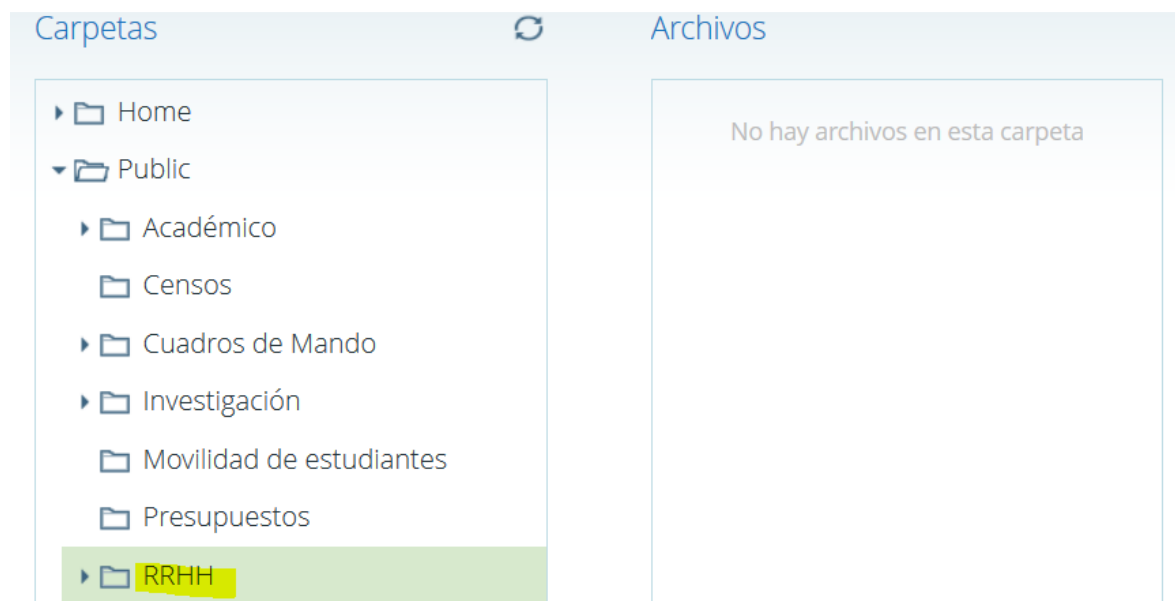 Carpetas
Archivos
Home
Public
Académico
Censos
Cuadros de Mando
Investigación
Movilidad de estudiantes
Presupuestos
RRHH
No hay archivos en esta carpeta